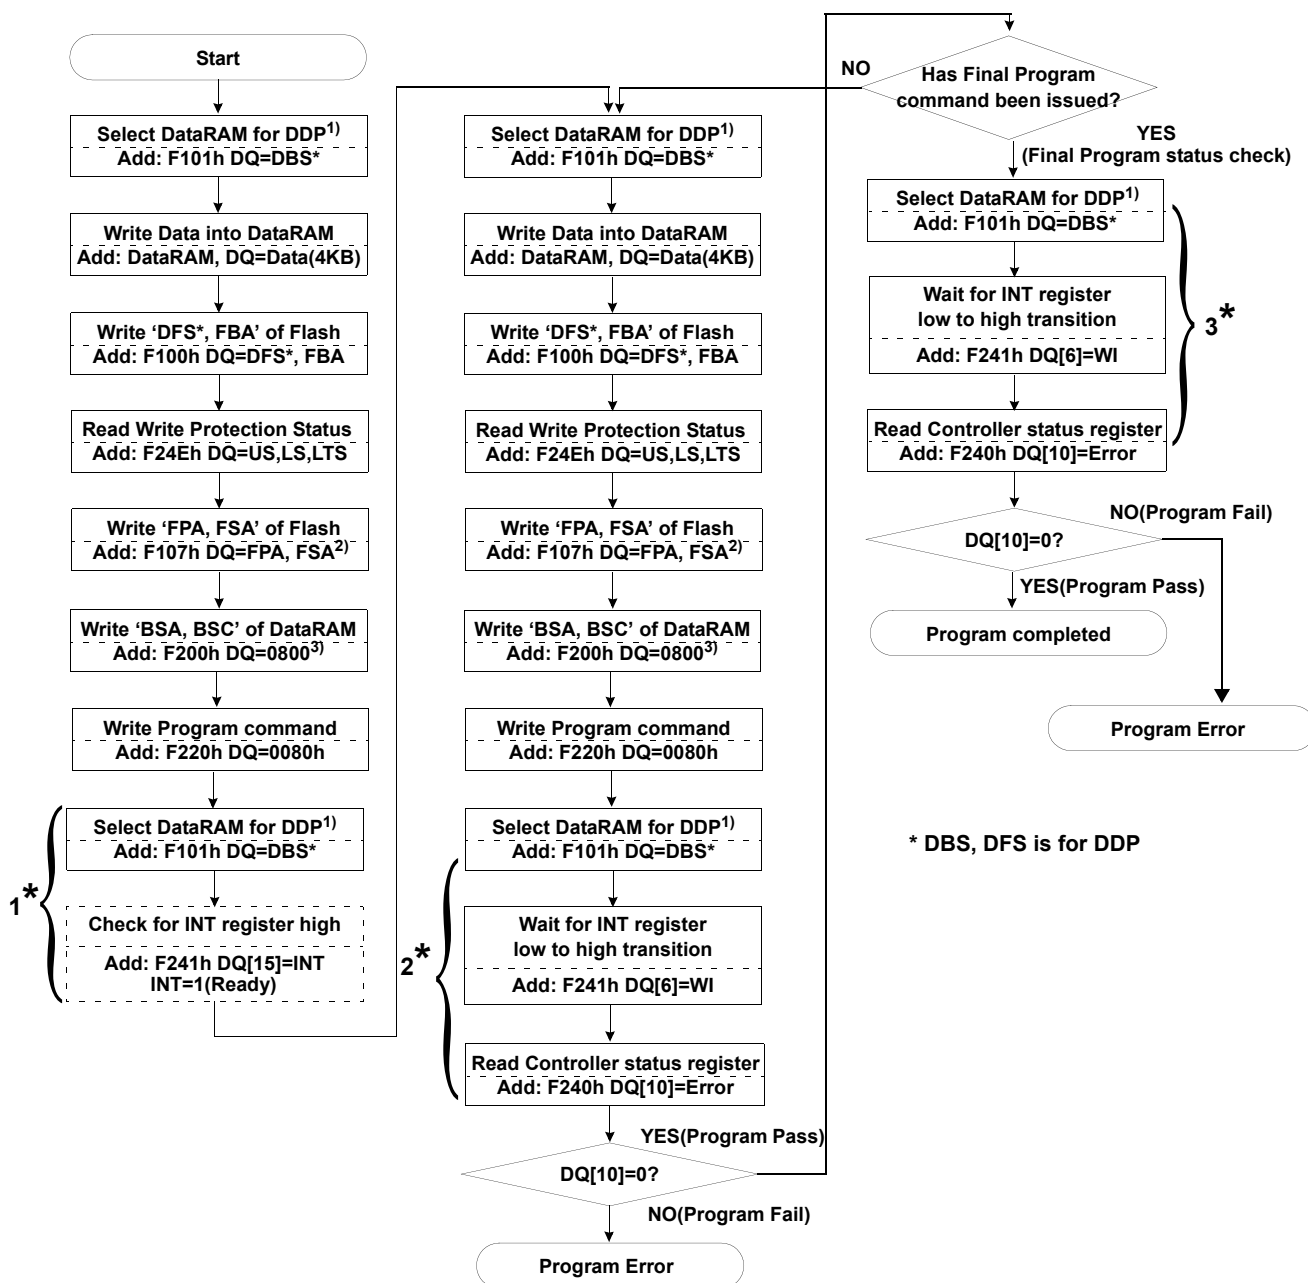 Start
Select DataRAM for DDP1)
Add: F101h DQ=DBS*
Write Data into DataRAM
Add: DataRAM, DQ=Data(4KB)
Write ‘DFS*, FBA’ of Flash
Add: F100h DQ=DFS*, FBA
Read Write Protection Status
Add: F24Eh DQ=US,LS,LTS
Write ‘FPA, FSA’ of Flash
Add: F107h DQ=FPA, FSA2)
Write ‘BSA, BSC’ of DataRAM
Add: F200h DQ=08003)
Write Program command
Add: F220h DQ=0080h
Select DataRAM for DDP1)
Add: F101h DQ=DBS*
1*
Check for INT register high
Add: F241h DQ[15]=INT
INT=1(Ready)
Select DataRAM for DDP1)
Add: F101h DQ=DBS*
Write Data into DataRAM
Add: DataRAM, DQ=Data(4KB)
Write ‘DFS*, FBA’ of Flash
Add: F100h DQ=DFS*, FBA
Read Write Protection Status
Add: F24Eh DQ=US,LS,LTS
Write ‘FPA, FSA’ of Flash
Add: F107h DQ=FPA, FSA2)
Write ‘BSA, BSC’ of DataRAM
Add: F200h DQ=08003)
Write Program command
Add: F220h DQ=0080h
Select DataRAM for DDP1)
Add: F101h DQ=DBS*
2*
Wait for INT register
low to high transition
Add: F241h DQ[6]=WI
Read Controller status register
Add: F240h DQ[10]=Error
YES(Program Pass)
DQ[10]=0?
NO(Program Fail)
Program Error
NO
Has Final Program
command been issued?
YES
(Final Program status check)
Select DataRAM for DDP1)
Add: F101h DQ=DBS*
Wait for INT register
low to high transition
Add: F241h DQ[6]=WI
3*
Read Controller status register
Add: F240h DQ[10]=Error
NO(Program Fail)
DQ[10]=0?
YES(Program Pass)
Program completed
Program Error
* DBS, DFS is for DDP